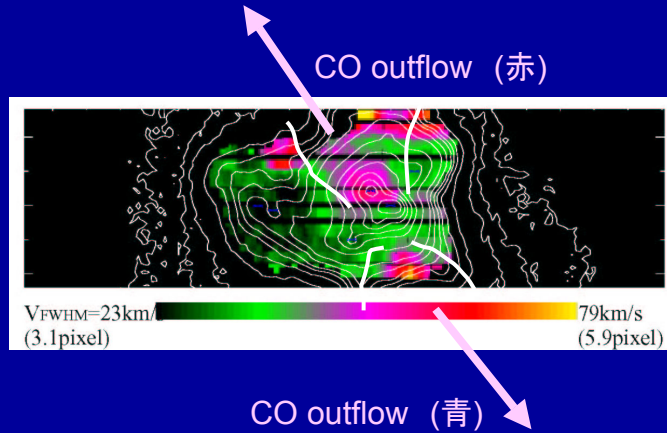 CO outflow (赤)
VFWHM=23km/s 79km/s
(3.1pixel) (5.9pixel)
CO outflow (青)